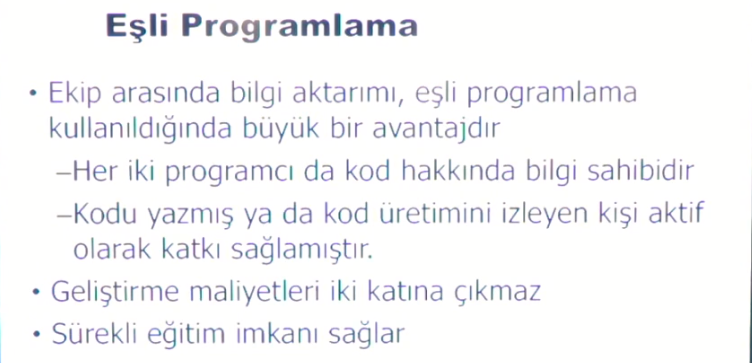 Eşli Programlama
• Ekip arasında bilgi aktarımı, eşli programlama
kullanıldığında büyük bir avantajdır
–Her iki programcı da kod hakkında bilgi sahibidir
–Kodu yazmış ya da kod üretimini izleyen kişi aktif
olarak katkı sağlamıştır.
• Geliştirme maliyetleri iki katına çıkmaz
• Sürekli eğitim imkanı sağlar